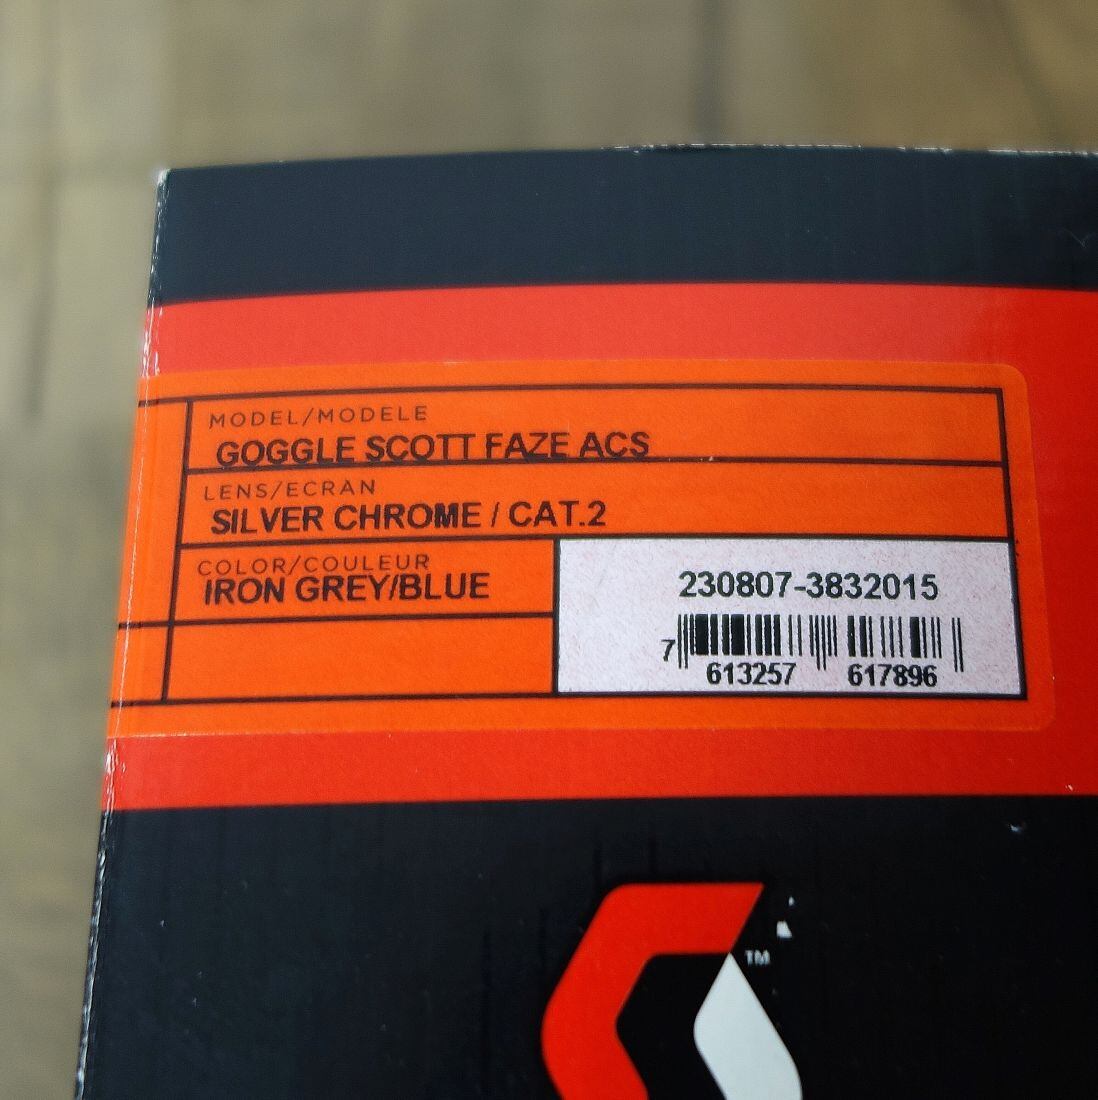 MODEL/MODELE
GOGGLE SCOTT FAZE ACS
LENS/ECRAN
SILVER CHROME / CAT.2
COLOR/COULEUR
IRON GREY/BLUE
230807-3832015
7 613257 617896
TM